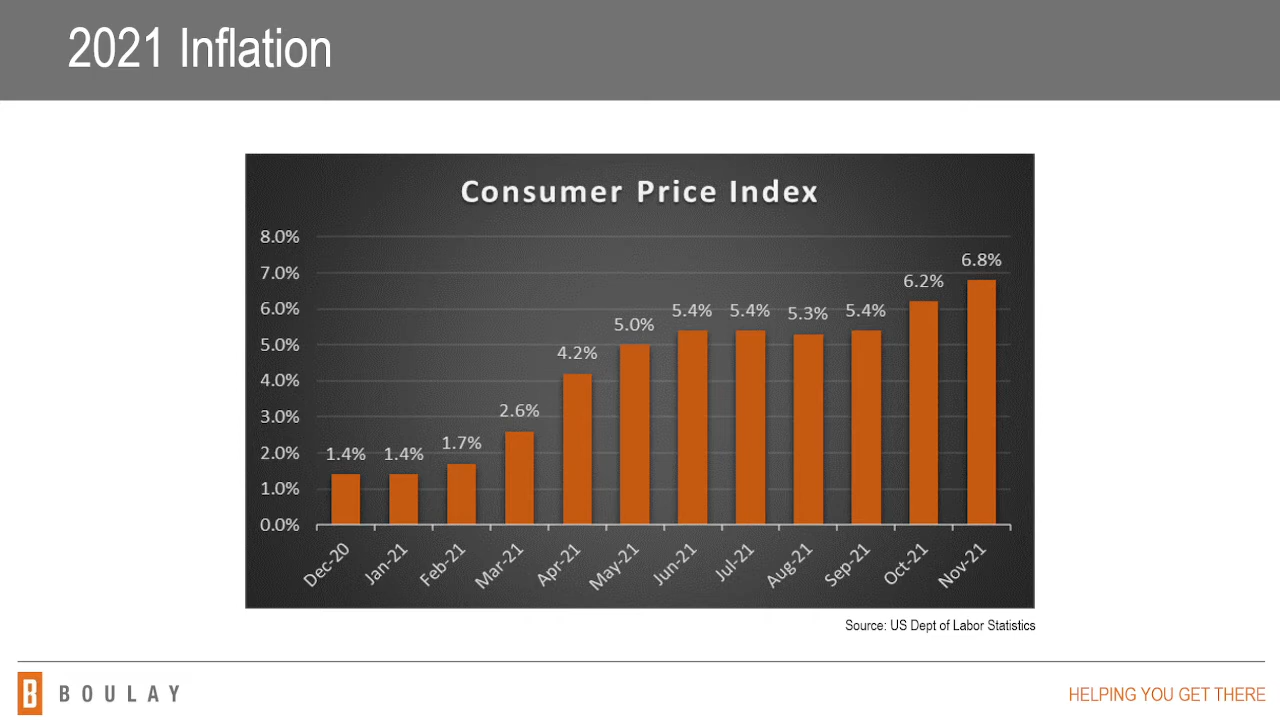 2021 Inflation
Consumer Price Index
8.0%
7.0%
6.0%
5.0%
4.0%
3.0%
2.0%
1.0%
0.0%
1.4% 1.4% 1.7% 2.6% 4.2% 5.0% 5.4% 5.4% 5.3% 5.4% 6.2% 6.8%
Dec-20 Jan-21 Feb-21 Mar-21 Apr-21 May-21 Jun-21 Jul-21 Aug-21 Sep-21 Oct-21 Nov-21
Source: US Dept of Labor Statistics
B BOULAY
HELPING YOU GET THERE